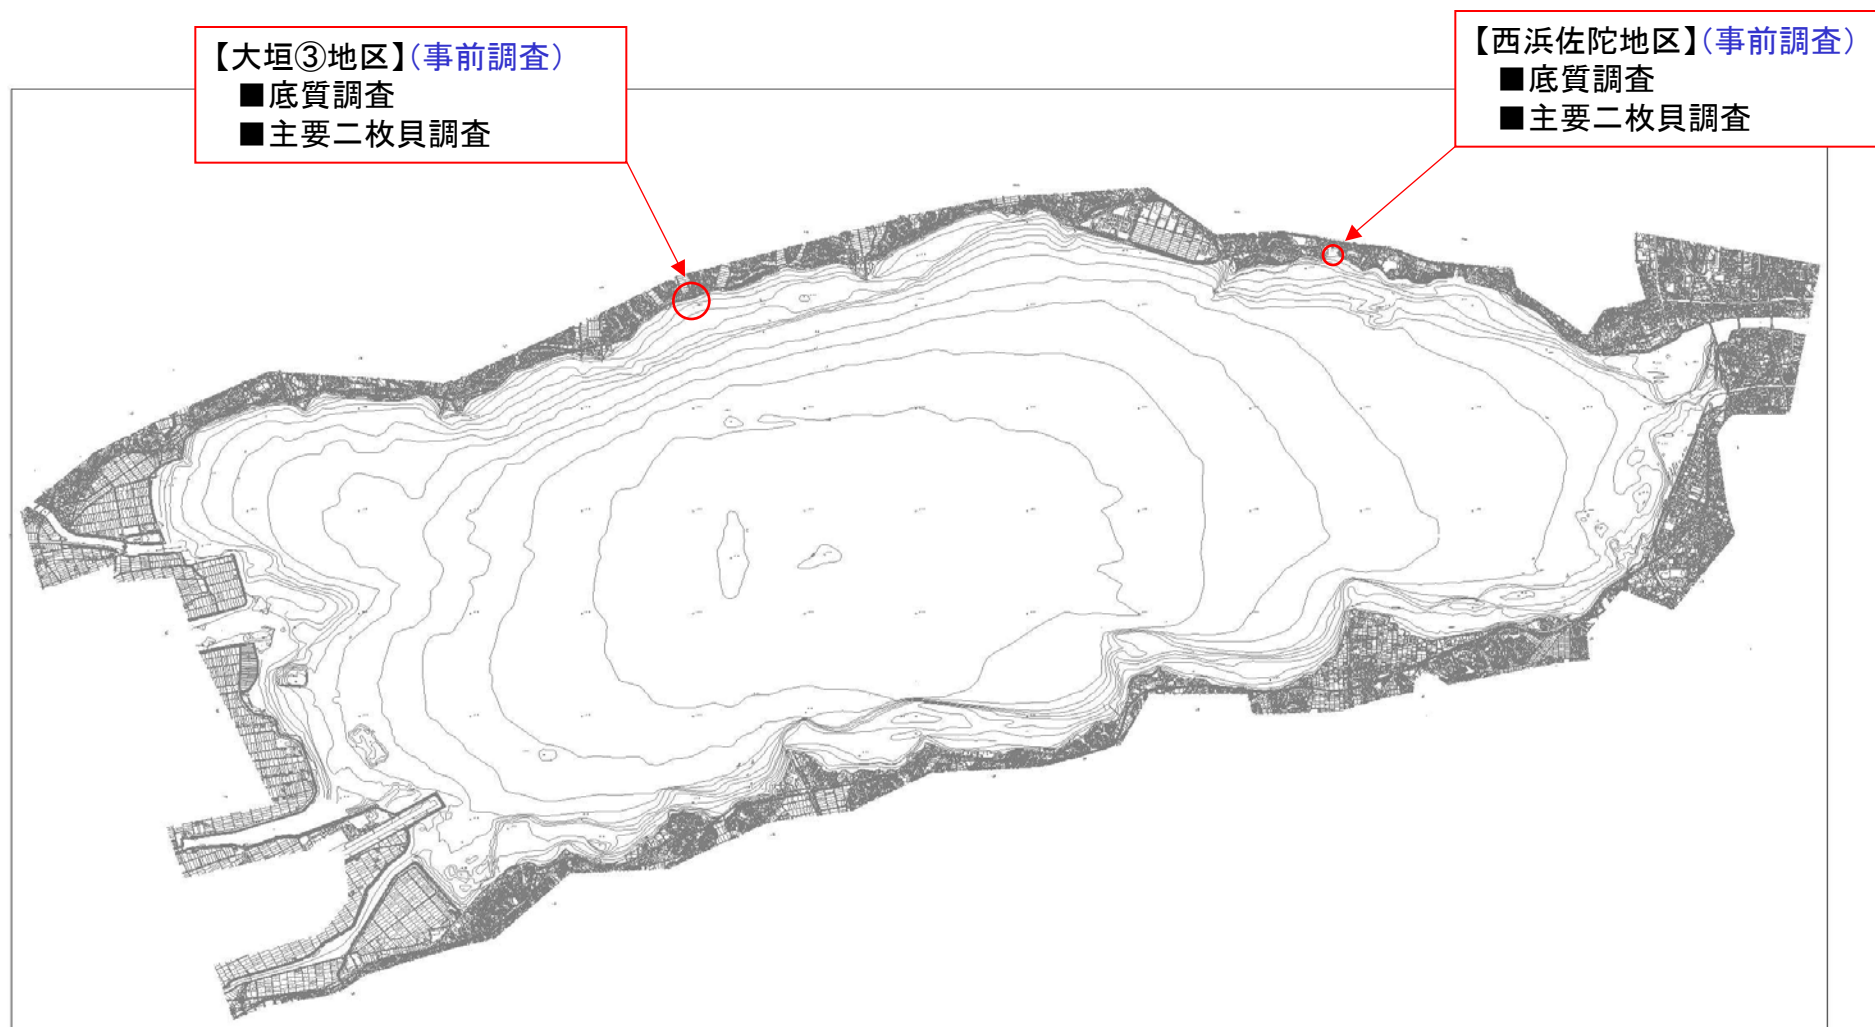 【大垣③地区】（事前調査）
■底質調査
■主要二枚貝調査
【西浜佐陀地区】（事前調査）
■底質調査
■主要二枚貝調査